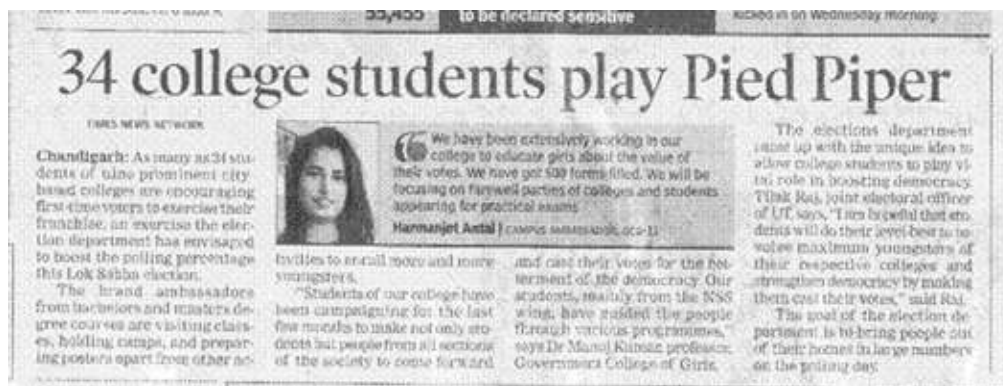 55,455
to be declared sensitive
kicked in on Wednesday morning.
34 college students play Pied Piper
TIMES NEWS NETWORK
Chandigarh: As many as 34 stu-
dents of nine prominent city-
based colleges are encouraging
first-time voters to exercise their
franchise, an exercise the elec-
tion department has envisaged
to boost the polling percentage
this Lok Sabha election.
The brand ambassadors
from bachelors and masters de-
gree courses are visiting class-
es, holding camps, and prepar-
ing posters apart from other ac-
We have been extensively working in our
college to educate girls about the value of
their votes. We have got 500 forms filled. We will be
focusing on farewell parties of colleges and students
appearing for practical exams
Harmanjot Antal | CAMPUS AMBASSADOR, GCG-11
tivities to enroll more and more
youngsters.
"Students of our college have
been campaigning for the last
few months to make not only stu-
dents but people from all sections
of the society to come forward
and cast their votes for the bet-
terment of the democracy. Our
students, mainly from the NSS
wing, have guided the people
through various programmes,"
says Dr Manoj Kumar, professor,
Government College of Girls.
The elections department
came up with the unique idea to
allow college students to play vi-
tal role in boosting democracy.
Tilak Raj, joint electoral officer
of UT, says, "I am hopeful that stu-
dents will do their level best to in-
volve maximum youngsters of
their respective colleges and
strengthen democracy by making
them cast their votes," said Raj.
The goal of the election de-
partment is to bring people out
of their homes in large numbers
on the polling day.